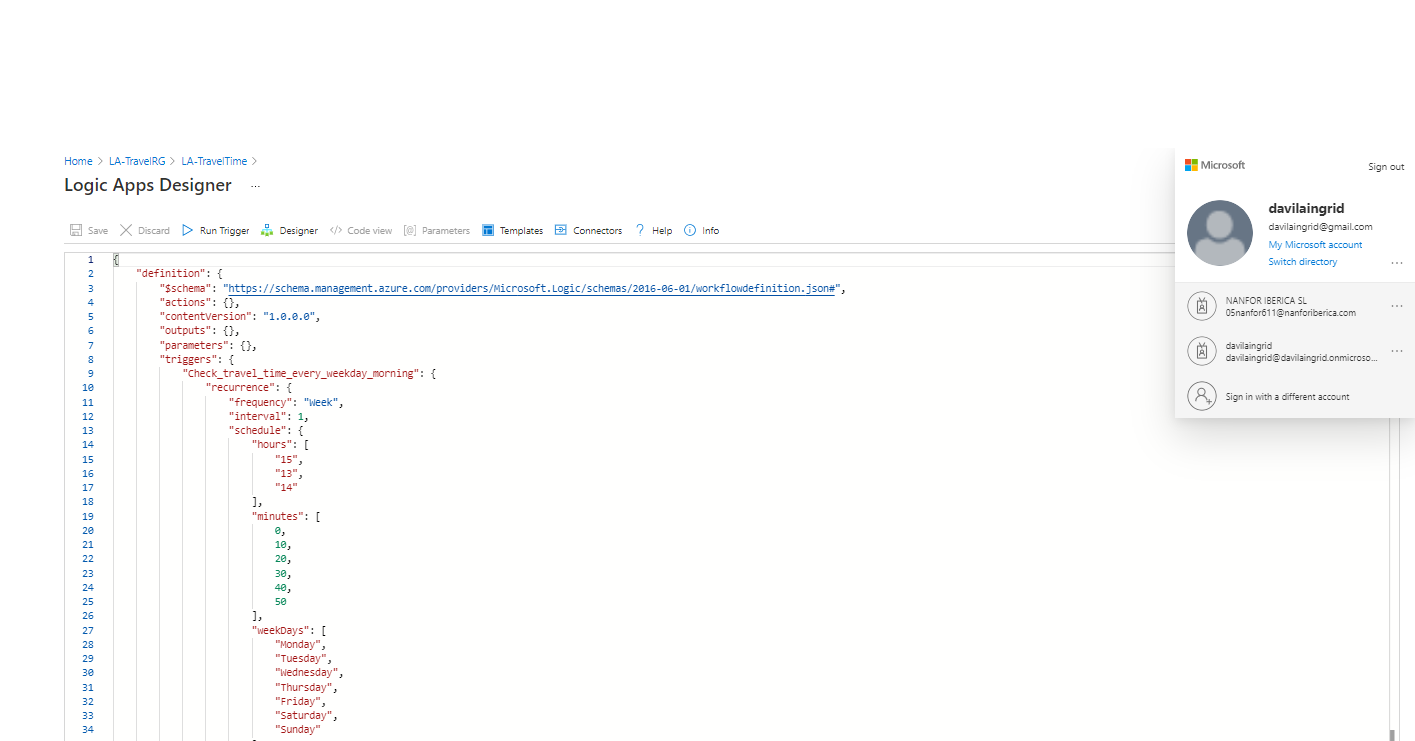 Home > LA-TravelRG > LA-TravelTime >
Logic Apps Designer ...
Save Discard Run Trigger Designer </> Code view [@] Parameters Templates Connectors ? Help Info
1 {
2 "definition": {
3 "$schema": "https://schema.management.azure.com/providers/Microsoft.Logic/schemas/2016-06-01/workflowdefinition.json#",
4 "actions": {},
5 "contentVersion": "1.0.0.0",
6 "outputs": {},
7 "parameters": {},
8 "triggers": {
9 "Check_travel_time_every_weekday_morning": {
10 "recurrence": {
11 "frequency": "Week",
12 "interval": 1,
13 "schedule": {
14 "hours": [
15 "15",
16 "13",
17 "14"
18 ],
19 "minutes": [
20 0,
21 10,
22 20,
23 30,
24 40,
25 50
26 ],
27 "weekDays": [
28 "Monday",
29 "Tuesday",
30 "Wednesday",
31 "Thursday",
32 "Friday",
33 "Saturday",
34 "Sunday"
Microsoft Sign out
davilaingrid
davilaingrid@gmail.com
My Microsoft account
Switch directory ...
NANFOR IBERICA SL ...
05nanfor611@nanforiberica.com
davilaingrid ...
davilaingrid@davilaingrid.onmicroso...
Sign in with a different account